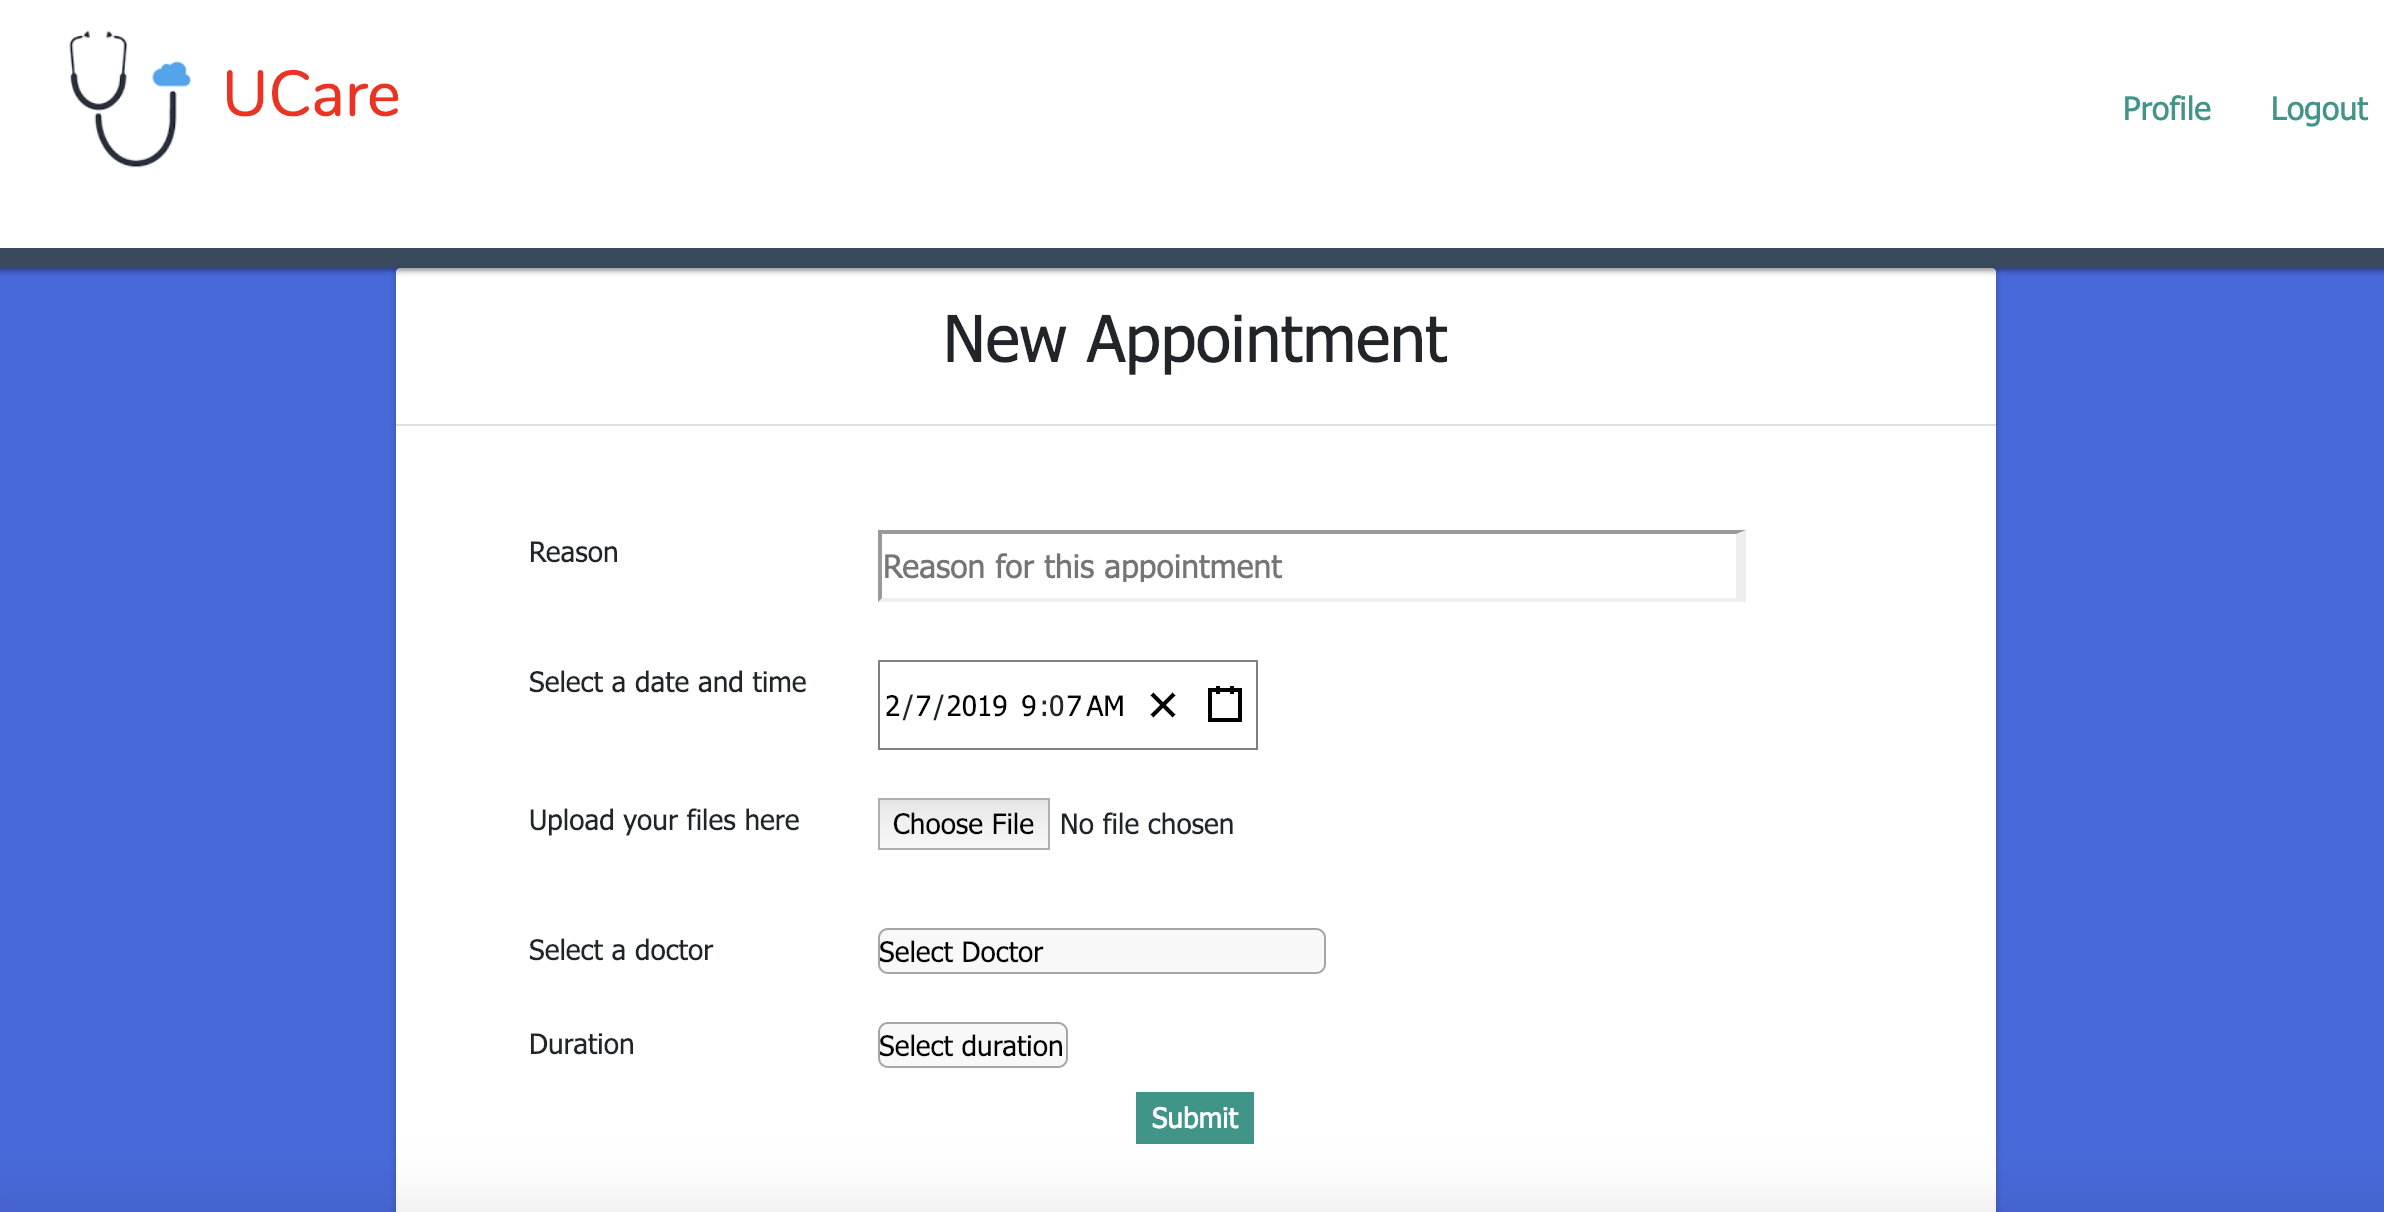 UCare
Profile Logout
New Appointment
Reason Reason for this appointment
Select a date and time 2/7/2019 9:07 AM
Upload your files here Choose File No file chosen
Select a doctor Select Doctor
Duration Select duration
Submit